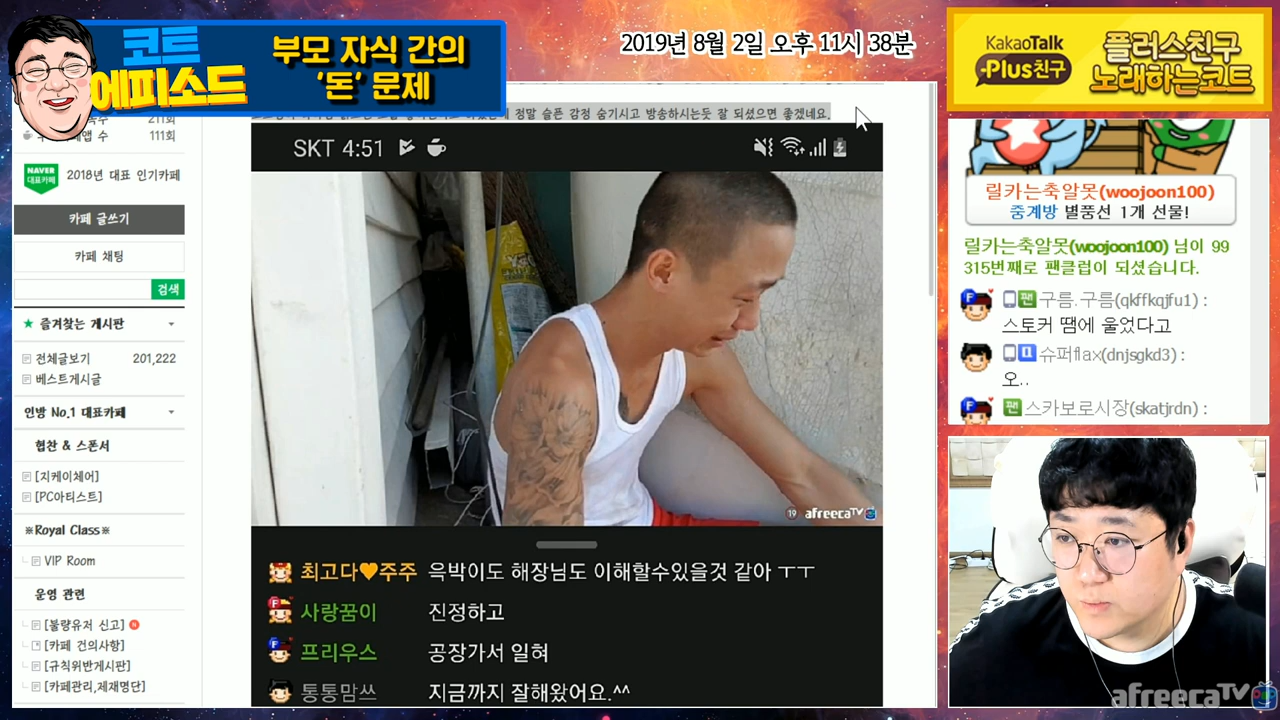 코트
에피소드
부모 자식 간의
'돈' 문제
2019년 8월 2일 오후 11시 38분
KakaoTalk
Plus친구
플러스친구
노래하는코트
211회
앱 수
111회
NAVER
대표카페
2018년 대표 인기카페
카페 글쓰기
카페 채팅
검색
★ 즐겨찾는 게시판
전체글보기
201,222
베스트게시글
인방 No.1 대표카페
협찬 & 스폰서
[지케이체어]
[PC아티스트]
※Royal Class※
VIP Room
운영 관련
[불량유저 신고]
[카페 건의사항]
[규칙위반게시판]
[카페관리,제재명단]
정말 슬픈 감정 숨기시고 방송하시는듯 잘 되셨으면 좋겠네요.
SKT 4:51
19 afreecaTV
최고다🧡주주 윽박이도 해장님도 이해할수있을것 같아 ㅜㅜ
사랑꿈이 진정하고
프리우스 공장가서 일혀
통통맘쓰 지금까지 잘해왔어요.^^
릴카는축알못(woojoon100)
중계방 별풍선 1개 선물!
릴카는축알못(woojoon100) 님이 99
315번째로 팬클럽이 되셨습니다.
팬 구름.구름(qkffkqjfu1) :
스토커 땜에 울었다고
슈퍼flax(dnjsgkd3) :
오..
팬 스카보로시장(skatjrdn) :
afreecaTV